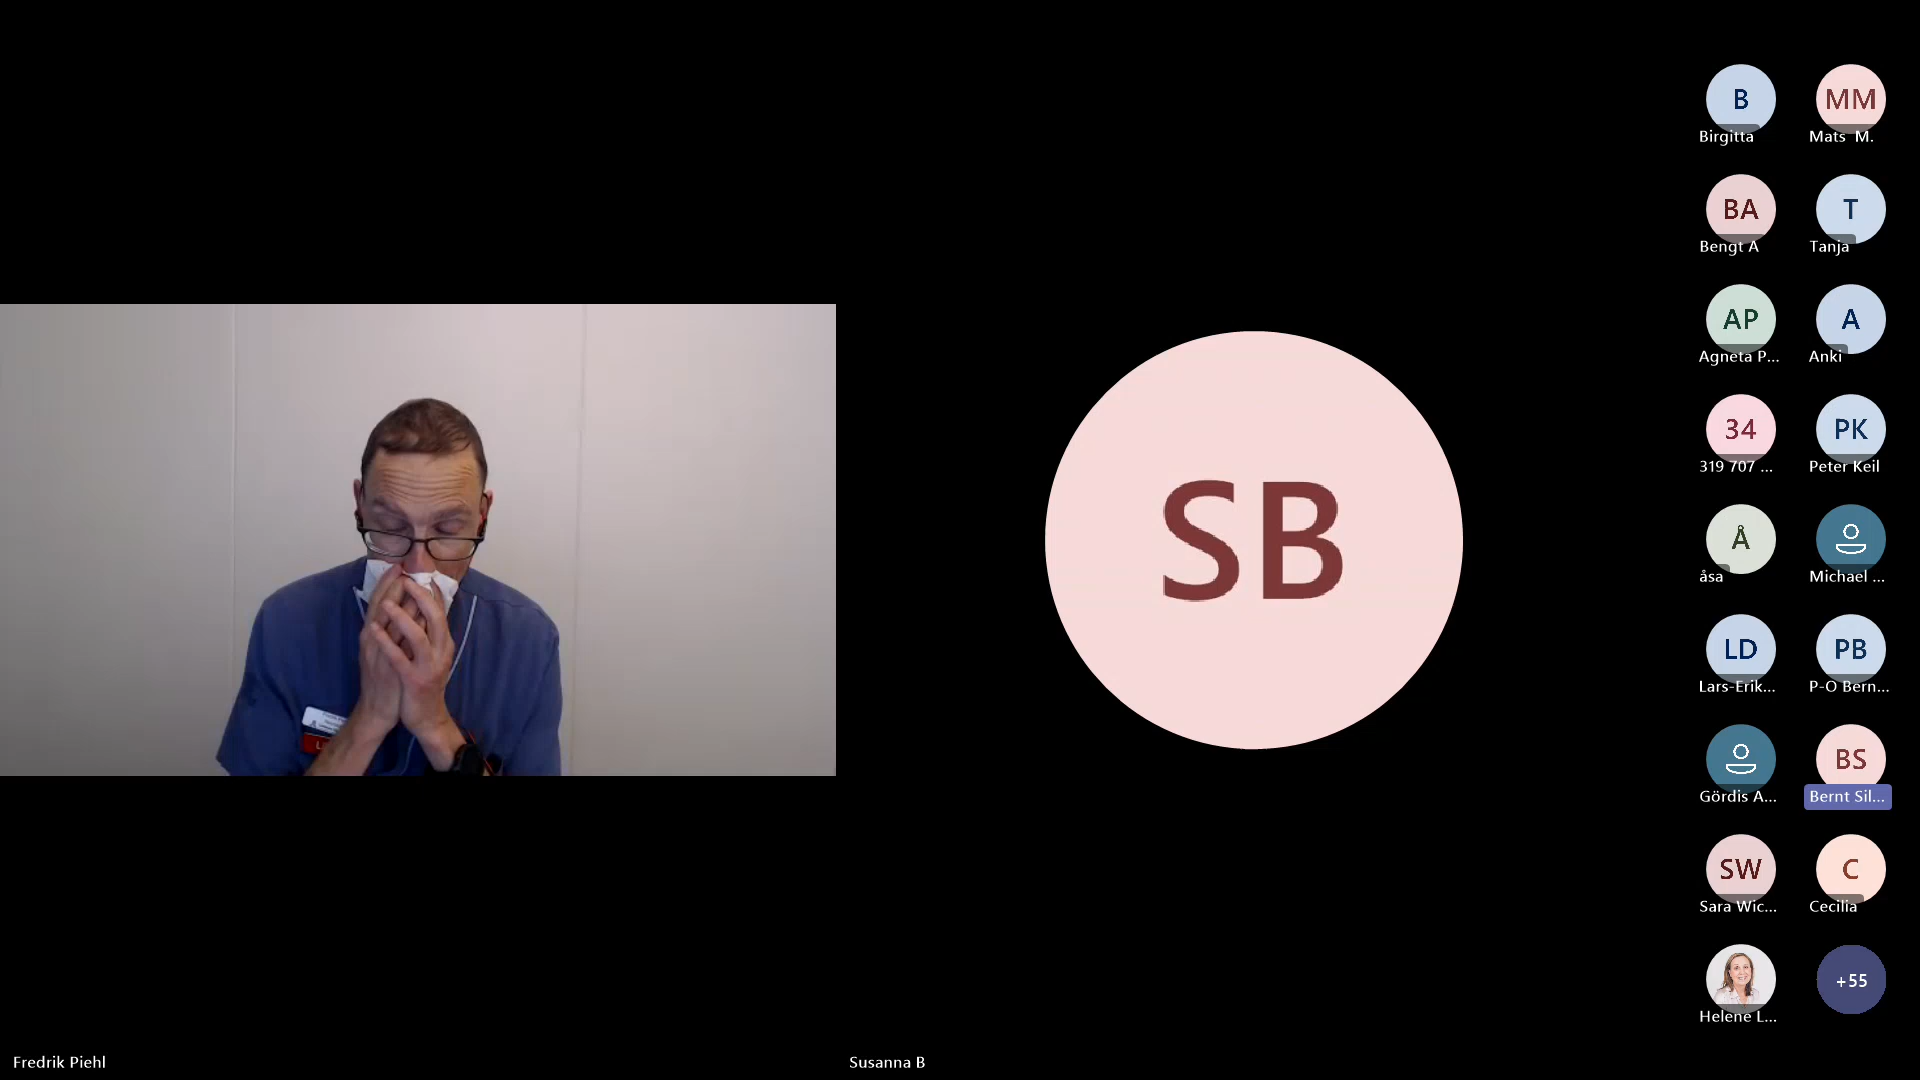 B
MM
Birgitta
Mats M.
BA
T
Bengt A
Tanja
AP
A
Agneta P...
Anki
34
PK
319 707 ...
Peter Keil
Å
åsa
Michael ...
SB
LD
PB
Lars-Erik...
P-O Bern...
BS
Gördis A...
Bernt Sil...
SW
C
Sara Wic...
Cecilia
+55
Helene L...
Fredrik Piehl
Susanna B